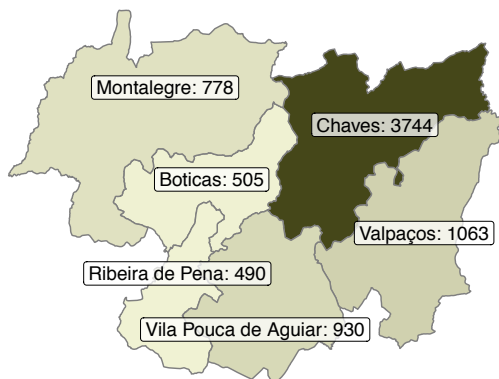 Montalegre: 778
Chaves: 3744
Boticas: 505
Valpaços: 1063
Ribeira de Pena: 490
Vila Pouca de Aguiar: 930